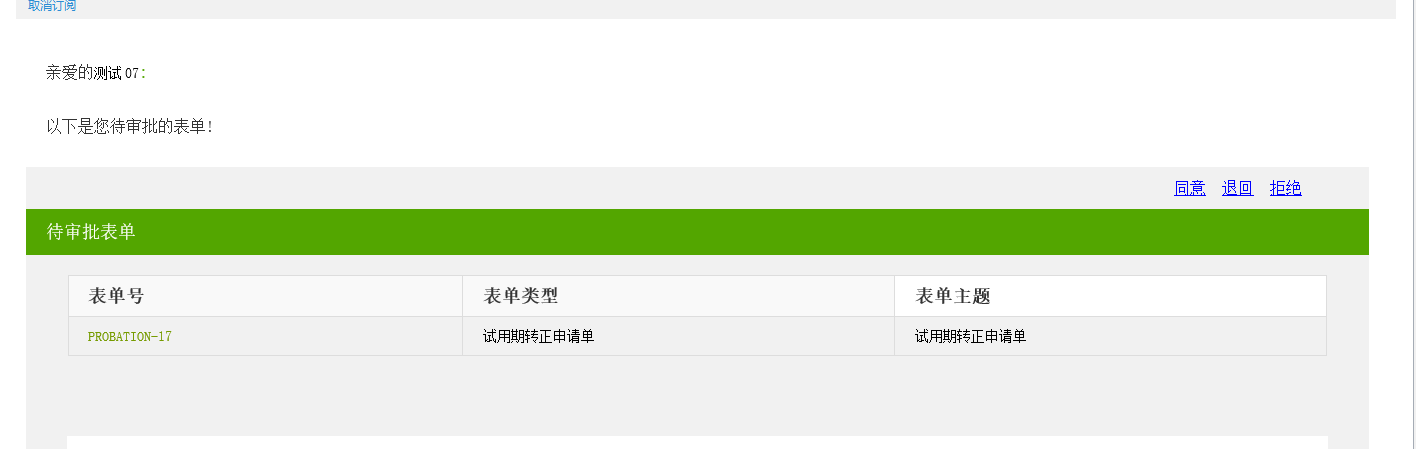 取消订阅
亲爱的测试 07:
以下是您待审批的表单!
同意 退回 拒绝
待审批表单
表单号 表单类型 表单主题
PROBATION-17 试用期转正申请单 试用期转正申请单